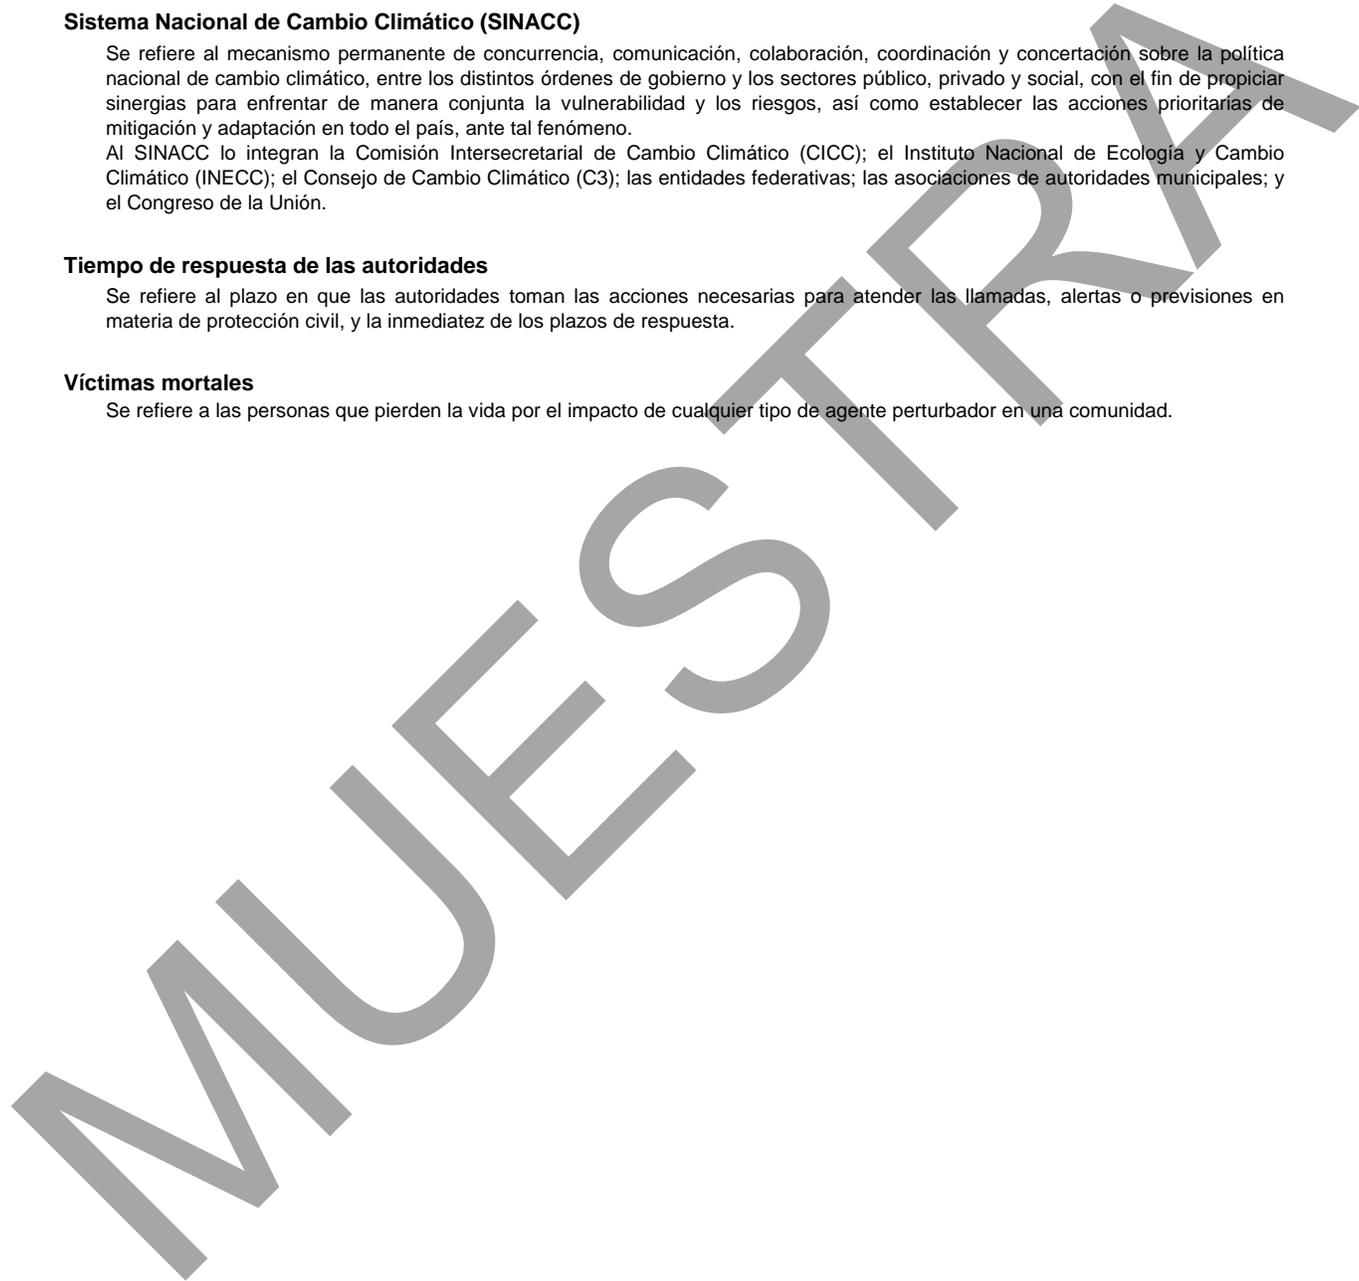 Sistema Nacional de Cambio Climático (SINACC)
Se refiere al mecanismo permanente de concurrencia, comunicación, colaboración, coordinación y concertación sobre la política
nacional de cambio climático, entre los distintos órdenes de gobierno y los sectores público, privado y social, con el fin de propiciar
sinergias para enfrentar de manera conjunta la vulnerabilidad y los riesgos, así como establecer las acciones prioritarias de
mitigación y adaptación en todo el país, ante tal fenómeno.
Al SINACC lo integran la Comisión Intersecretarial de Cambio Climático (CICC); el Instituto Nacional de Ecología y Cambio
Climático (INECC); el Consejo de Cambio Climático (C3); las entidades federativas; las asociaciones de autoridades municipales; y
el Congreso de la Unión.
Tiempo de respuesta de las autoridades
Se refiere al plazo en que las autoridades toman las acciones necesarias para atender las llamadas, alertas o previsiones en
materia de protección civil, y la inmediatez de los plazos de respuesta.
Víctimas mortales
Se refiere a las personas que pierden la vida por el impacto de cualquier tipo de agente perturbador en una comunidad.
MUESTRA